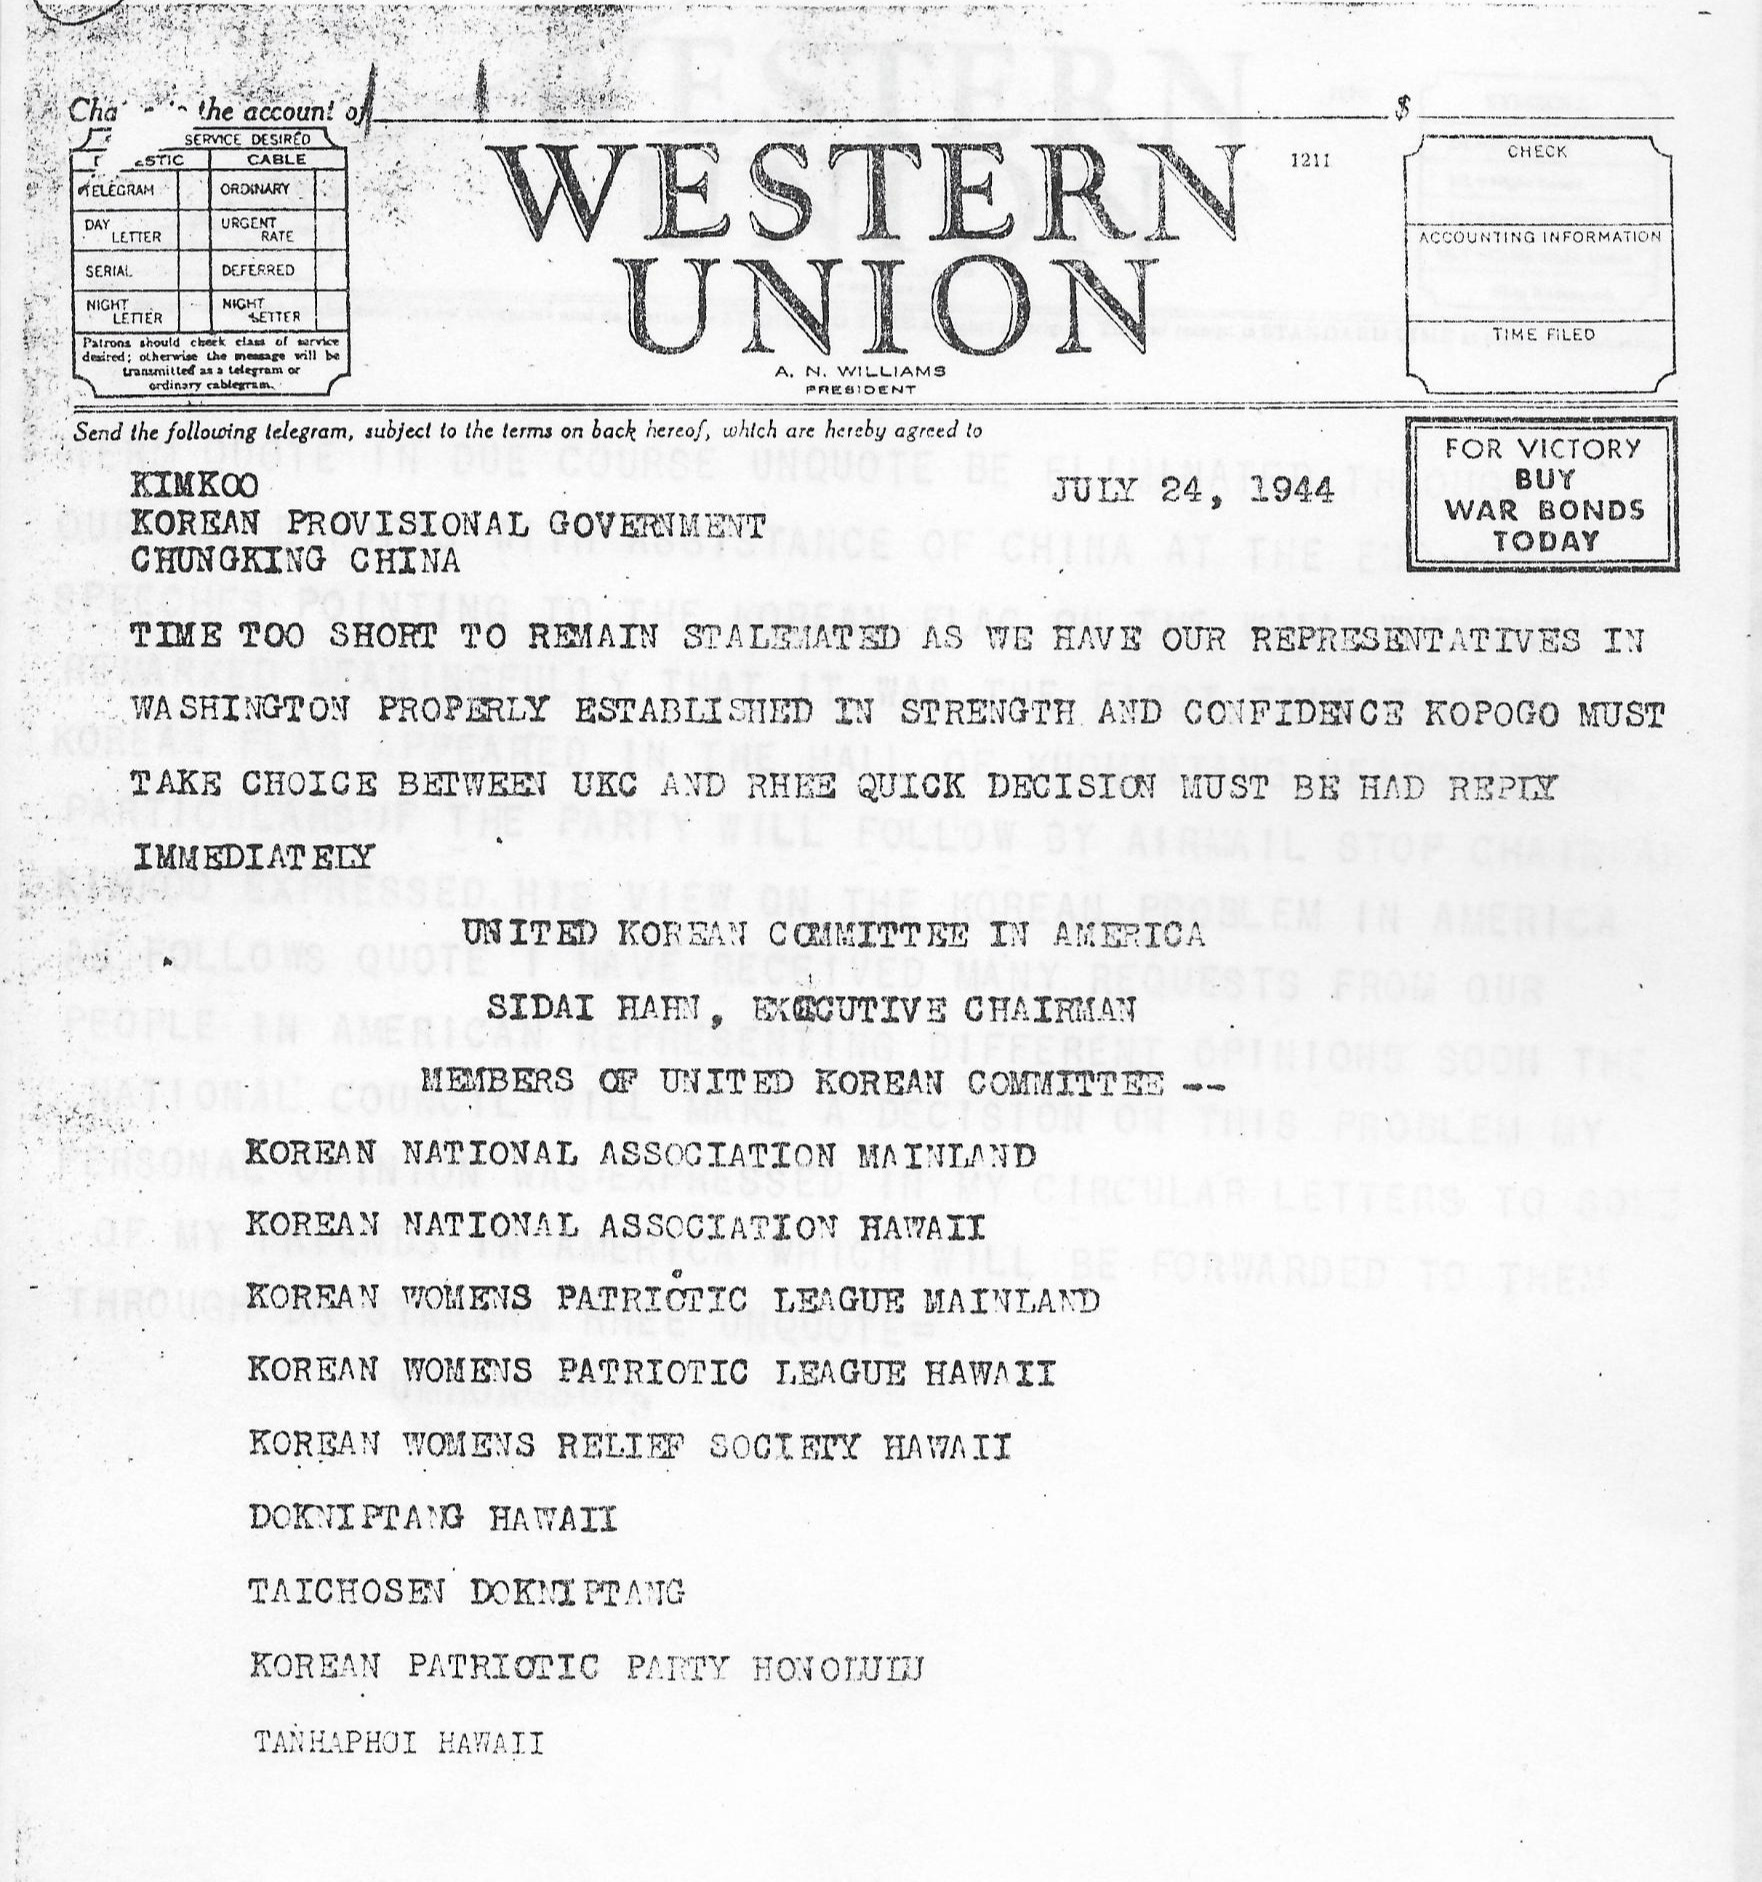 the account of $
SERVICE DESIRED
CABLE
TELEGRAM ORDINARY
DAY LETTER URGENT RATE
SERIAL DEFERRED
NIGHT LETTER NIGHT LETTER
Patrons should check class of service
desired; otherwise the message will be
transmitted as a telegram or
ordinary cablegram.
WESTERN
UNION
1211
A. N. WILLIAMS
PRESIDENT
CHECK
ACCOUNTING INFORMATION
TIME FILED
Send the following telegram, subject to the terms on back hereof, which are hereby agreed to
FOR VICTORY
BUY
WAR BONDS
TODAY
KIMKOO JULY 24, 1944
KOREAN PROVISIONAL GOVERNMENT
CHUNGKING CHINA
TIME TOO SHORT TO REMAIN STALEMATED AS WE HAVE OUR REPRESENTATIVES IN
WASHINGTON PROPERLY ESTABLISHED IN STRENGTH AND CONFIDENCE KOPOGO MUST
TAKE CHOICE BETWEEN UKC AND RHEE QUICK DECISION MUST BE HAD REPLY
IMMEDIATELY
UNITED KOREAN COMMITTEE IN AMERICA
SIDAI HAHN, EXECUTIVE CHAIRMAN
MEMBERS OF UNITED KOREAN COMMITTEE --
KOREAN NATIONAL ASSOCIATION MAINLAND
KOREAN NATIONAL ASSOCIATION HAWAII
KOREAN WOMENS PATRIOTIC LEAGUE MAINLAND
KOREAN WOMENS PATRIOTIC LEAGUE HAWAII
KOREAN WOMENS RELIEF SOCIETY HAWAII
DOKNIPTANG HAWAII
TAICHOSEN DOKNIPTANG
KOREAN PATRIOTIC PARTY HONOLULU
TANHAPHOI HAWAII